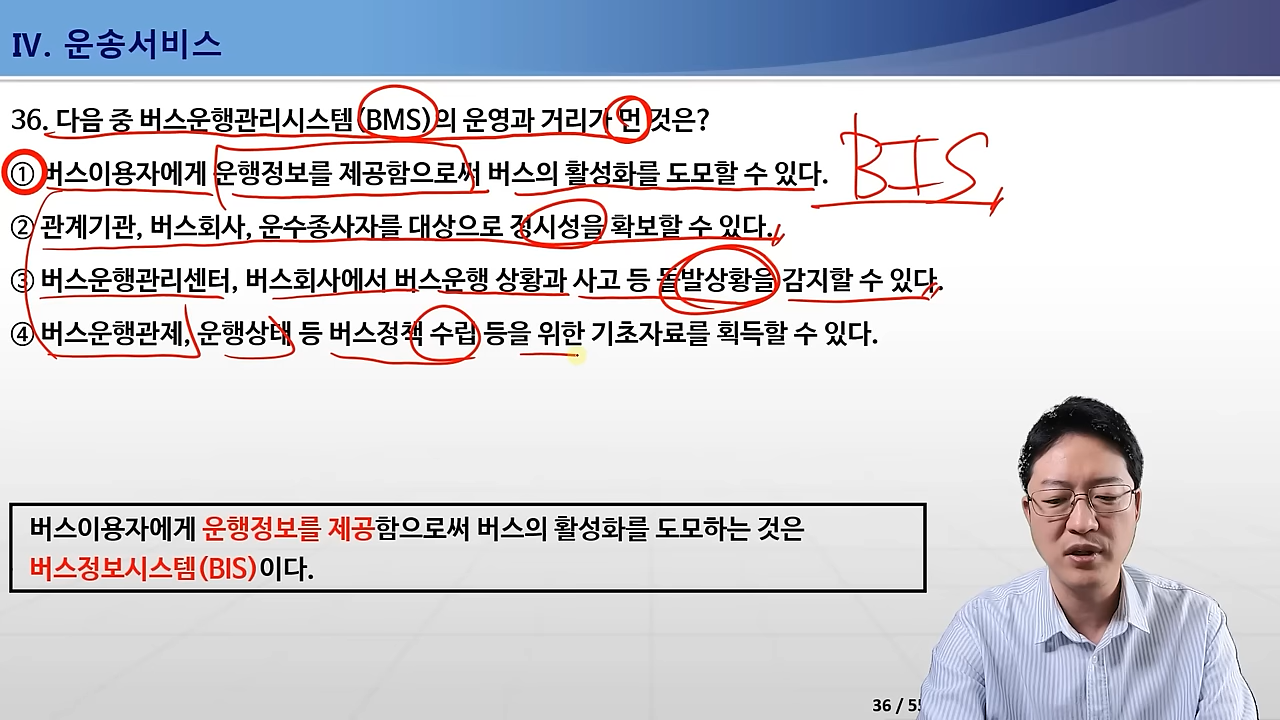 Ⅳ. 운송서비스
36. 다음 중 버스운행관리시스템(BMS)의 운영과 거리가 먼 것은?
① 버스이용자에게 운행정보를 제공함으로써 버스의 활성화를 도모할 수 있다.
BIS
② 관계기관, 버스회사, 운수종사자를 대상으로 정시성을 확보할 수 있다.
③ 버스운행관리센터, 버스회사에서 버스운행 상황과 사고 등 돌발상황을 감지할 수 있다.
④ 버스운행관제, 운행상태 등 버스정책 수립 등을 위한 기초자료를 획득할 수 있다.
버스이용자에게 운행정보를 제공함으로써 버스의 활성화를 도모하는 것은
버스정보시스템(BIS)이다.
36 / 55